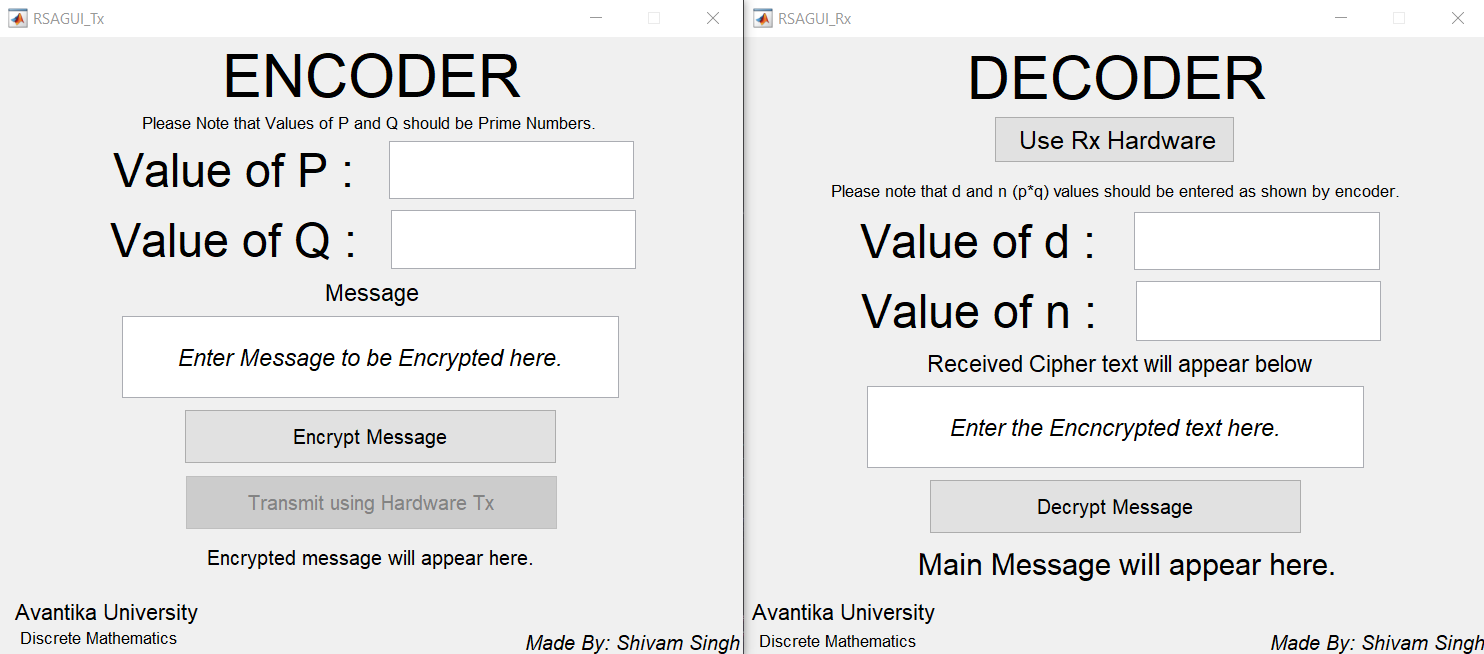 RSAGUI_Tx
ENCODER
Please Note that Values of P and Q should be Prime Numbers.
Value of P :
Value of Q :
Message
Enter Message to be Encrypted here.
Encrypt Message
Transmit using Hardware Tx
Encrypted message will appear here.
Avantika University
Discrete Mathematics
Made By: Shivam Singh
RSAGUI_Rx
DECODER
Use Rx Hardware
Please note that d and n (p*q) values should be entered as shown by encoder.
Value of d :
Value of n :
Received Cipher text will appear below
Enter the Encncrypted text here.
Decrypt Message
Main Message will appear here.
Avantika University
Discrete Mathematics
Made By: Shivam Singh